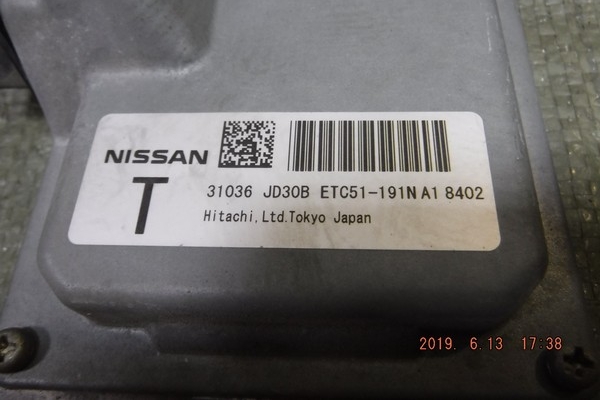 NISSAN
T
31036 JD30B ETC51-191N A1 8402
Hitachi,Ltd.Tokyo Japan
2019. 6.13 17:38